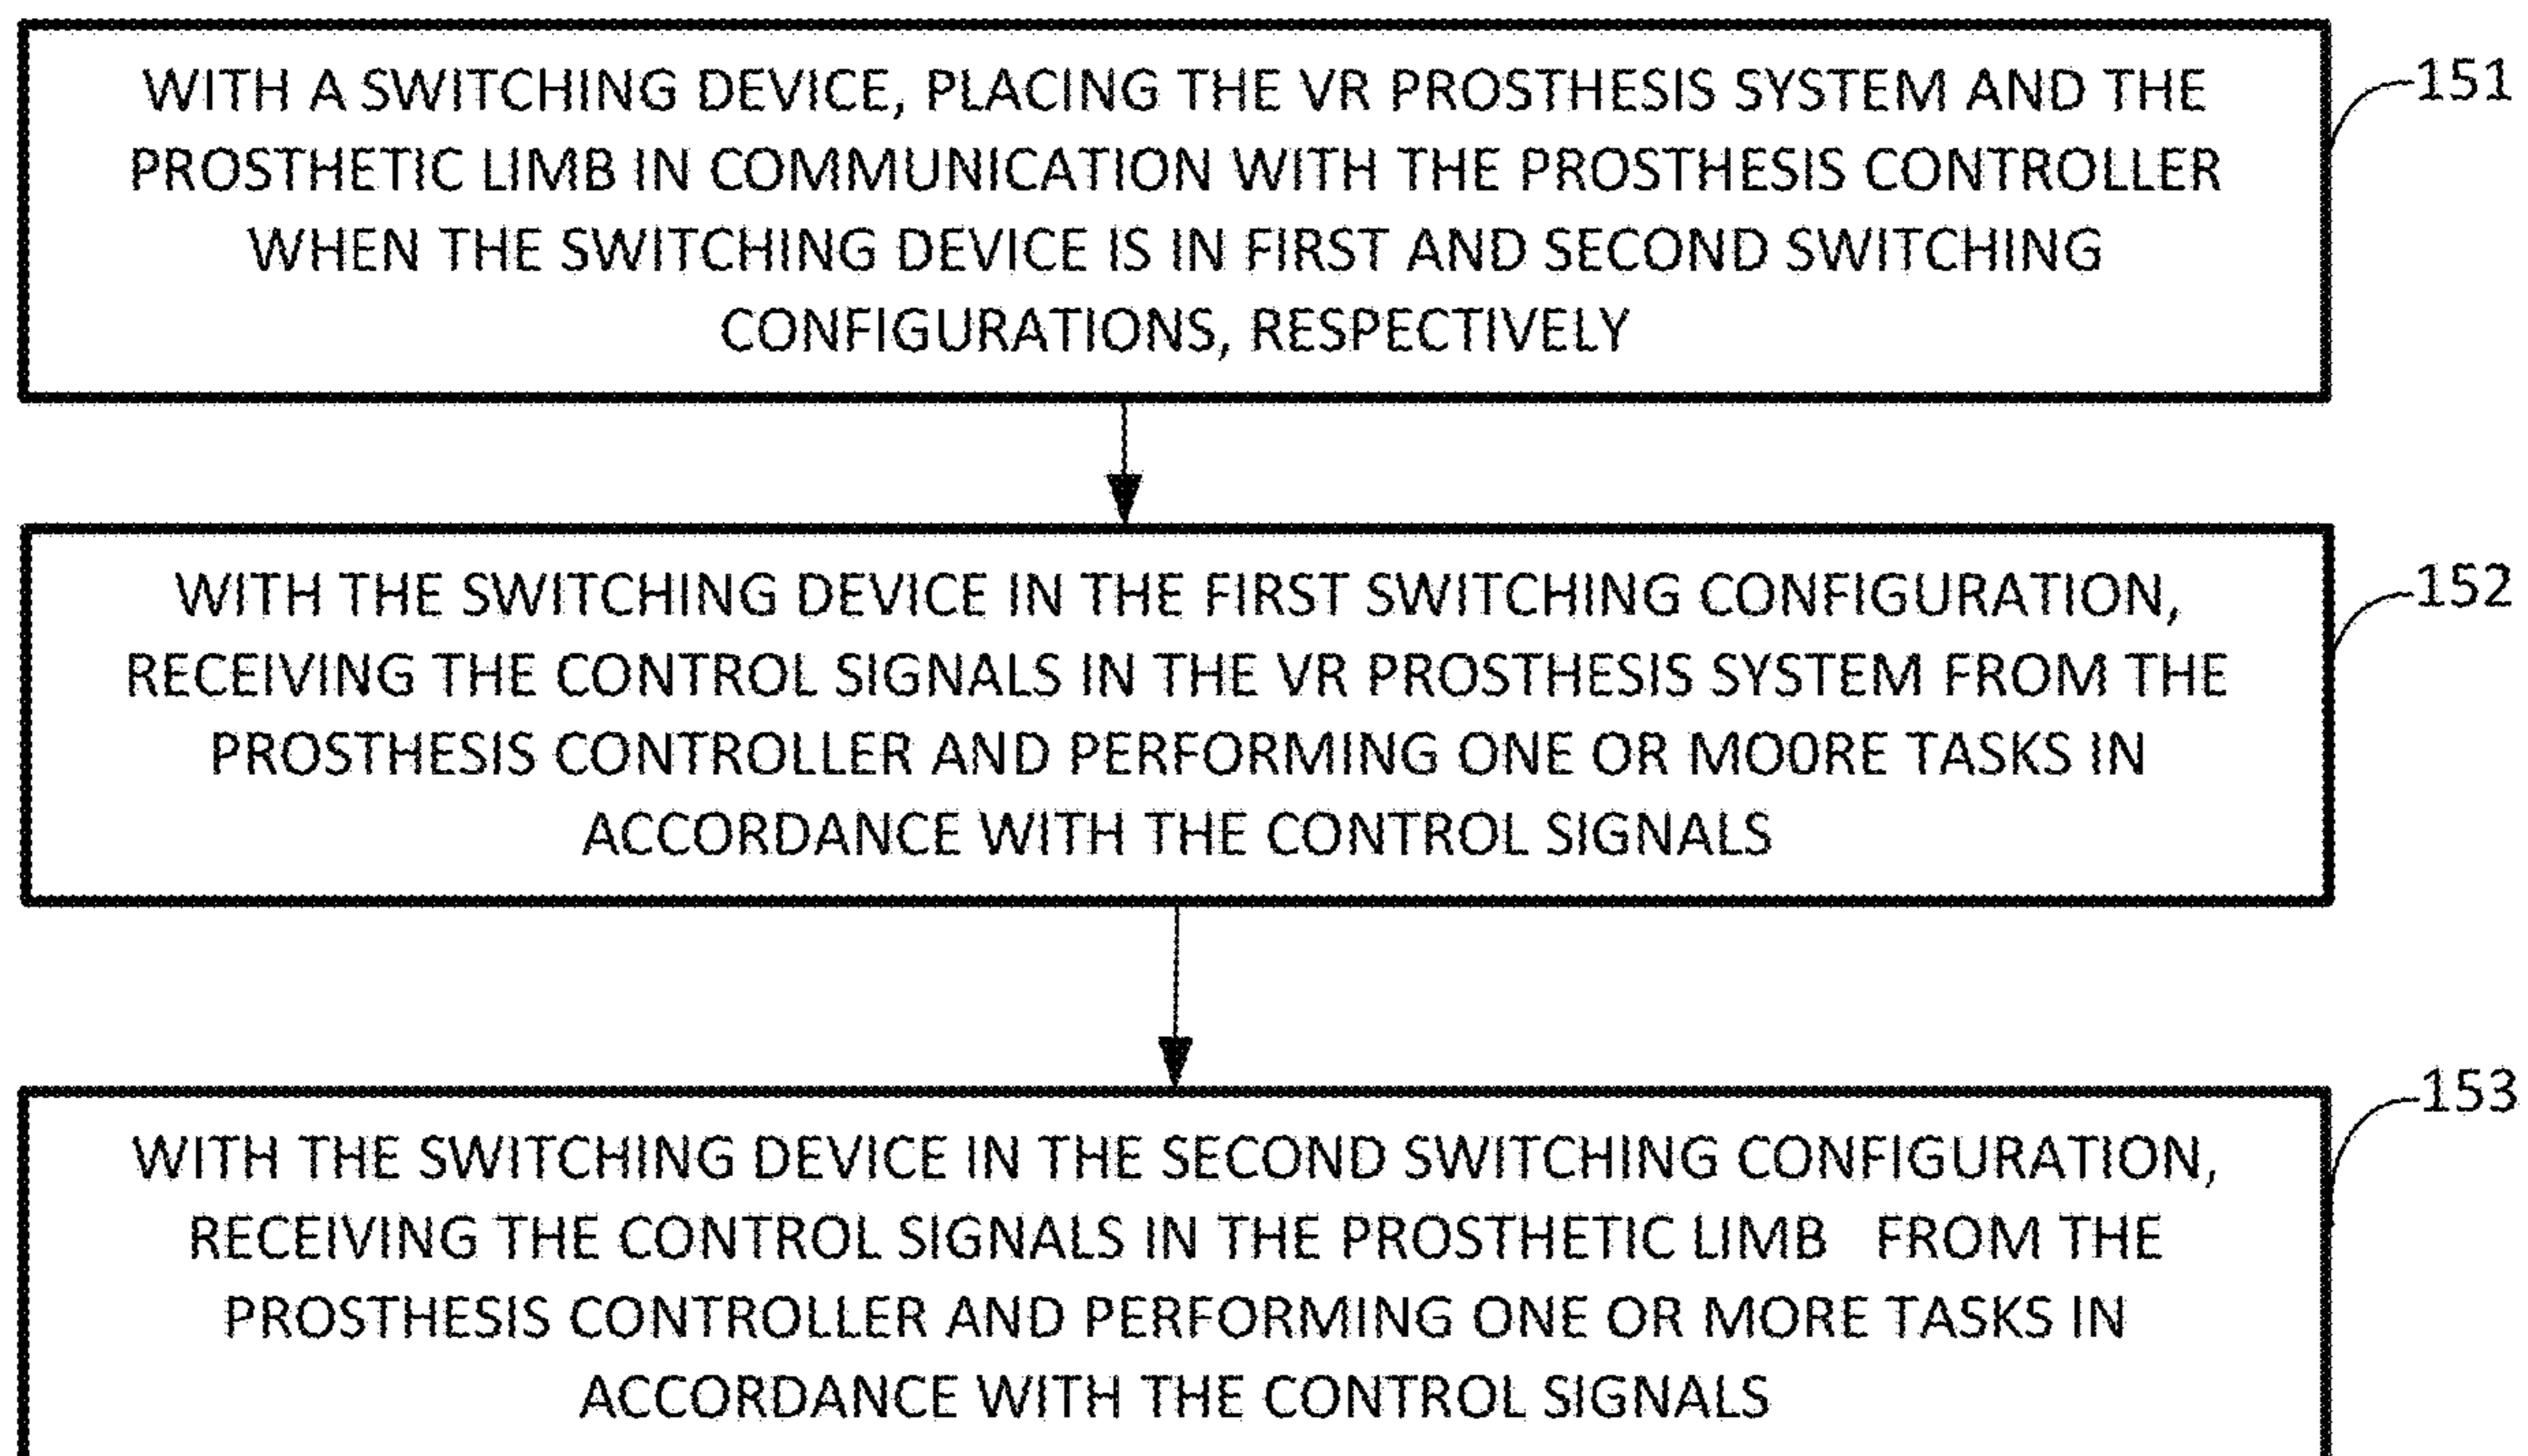 WITH A SWITCHING DEVICE, PLACING THE VR PROSTHESIS SYSTEM AND THE
PROSTHETIC LIMB IN COMMUNICATION WITH THE PROSTHESIS CONTROLLER
WHEN THE SWITCHING DEVICE IS IN FIRST AND SECOND SWITCHING
CONFIGURATIONS, RESPECTIVELY
151
WITH THE SWITCHING DEVICE IN THE FIRST SWITCHING CONFIGURATION,
RECEIVING THE CONTROL SIGNALS IN THE VR PROSTHESIS SYSTEM FROM THE
PROSTHESIS CONTROLLER AND PERFORMING ONE OR MO0RE TASKS IN
ACCORDANCE WITH THE CONTROL SIGNALS
152
WITH THE SWITCHING DEVICE IN THE SECOND SWITCHING CONFIGURATION,
RECEIVING THE CONTROL SIGNALS IN THE PROSTHETIC LIMB FROM THE
PROSTHESIS CONTROLLER AND PERFORMING ONE OR MORE TASKS IN
ACCORDANCE WITH THE CONTROL SIGNALS
153